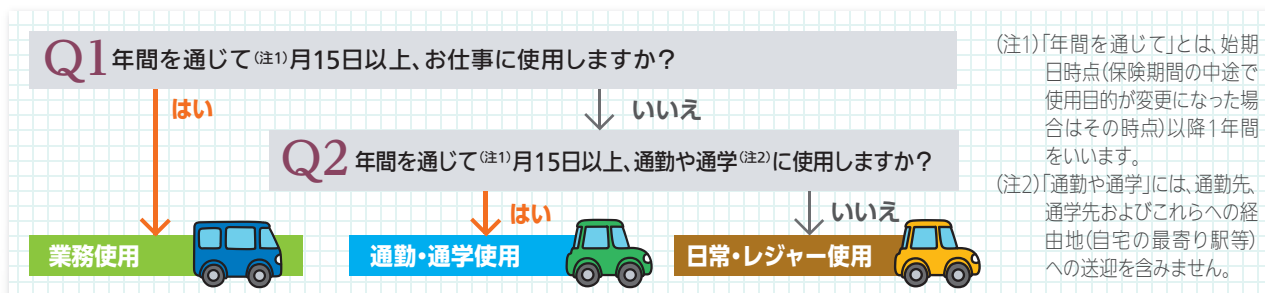 Q1 年間を通じて(注1)月15日以上、お仕事に使用しますか？
はい
いいえ
Q2 年間を通じて(注1)月15日以上、通勤や通学(注2)に使用しますか？
はい
いいえ
業務使用
通勤・通学使用
日常・レジャー使用
(注1)「年間を通じて」とは、始期
日時点(保険期間の中途で
使用目的が変更になった場
合はその時点)以降1年間
をいいます。
(注2)「通勤や通学」には、通勤先、
通学先およびこれらへの経
由地(自宅の最寄り駅等)
への送迎を含みません。